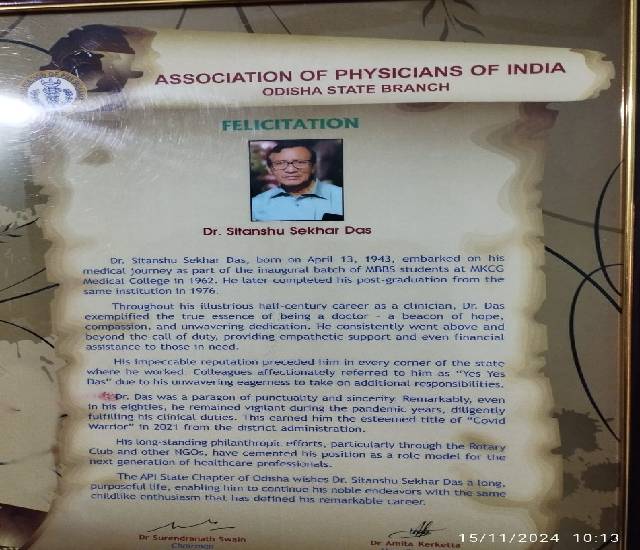 ASSOCIATION OF PHYSICIANS OF INDIA
ODISHA STATE BRANCH
FELICITATION
Dr. Sitanshu Sekhar Das
Dr. Sitanshu Sekhar Das, born on April 13, 1943, embarked on his
medical journey as part of the inaugural batch of MBBS students at MKCG
Medical College in 1962. He later completed his post-graduation from the
same institution in 1976.
Throughout his illustrious half-century career as a clinician, Dr. Das
exemplified the true essence of being a doctor - a beacon of hope,
compassion, and unwavering dedication. He consistently went above and
beyond the call of duty, providing empathetic support and even financial
assistance to those in need.
His impeccable reputation preceded him in every corner of the state
where he worked. Colleagues affectionately referred to him as "Yes Yes
Das" due to his unwavering eagerness to take on additional responsibilities.
Dr. Das was a paragon of punctuality and sincerity. Remarkably, even
in his eighties, he remained vigilant during the pandemic years, diligently
fulfilling his clinical duties. This earned him the esteemed title of "Covid
Warrior" in 2021 from the district administration.
His long-standing philanthropic efforts, particularly through the Rotary
Club and other NGOs, have cemented his position as a role model for the
next generation of healthcare professionals.
The API State Chapter of Odisha wishes Dr. Sitanshu Sekhar Das a long,
purposeful life, enabling him to continue his noble endeavors with the same
childlike enthusiasm that has defined his remarkable career.
Dr Surendranath Swain
Chairman
Dr Amita Kerketta
15/11/2024 10:13